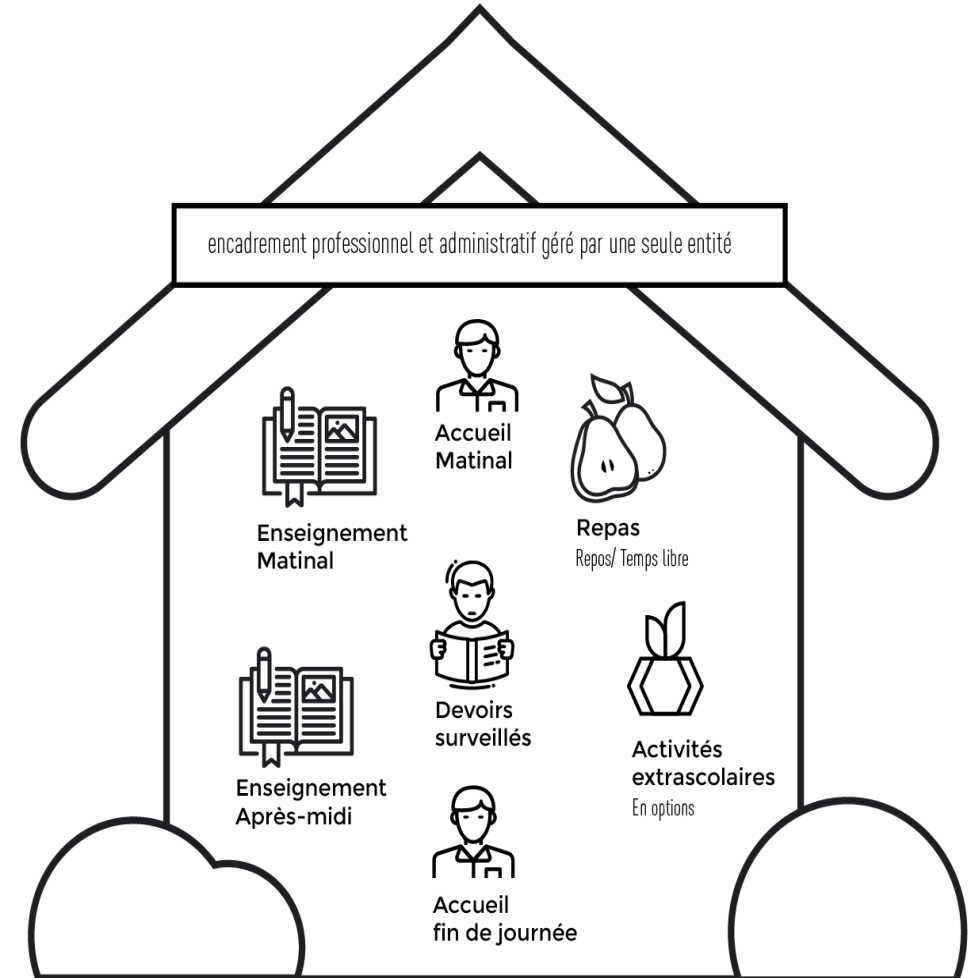 encadrement professionnel et administratif géré par une seule entité
Accueil
Matinal
Enseignement
Matinal
Repas
Repos/ Temps libre
Devoirs
surveillés
Enseignement
Après-midi
Activités
extrascolaires
En options
Accueil
fin de journée